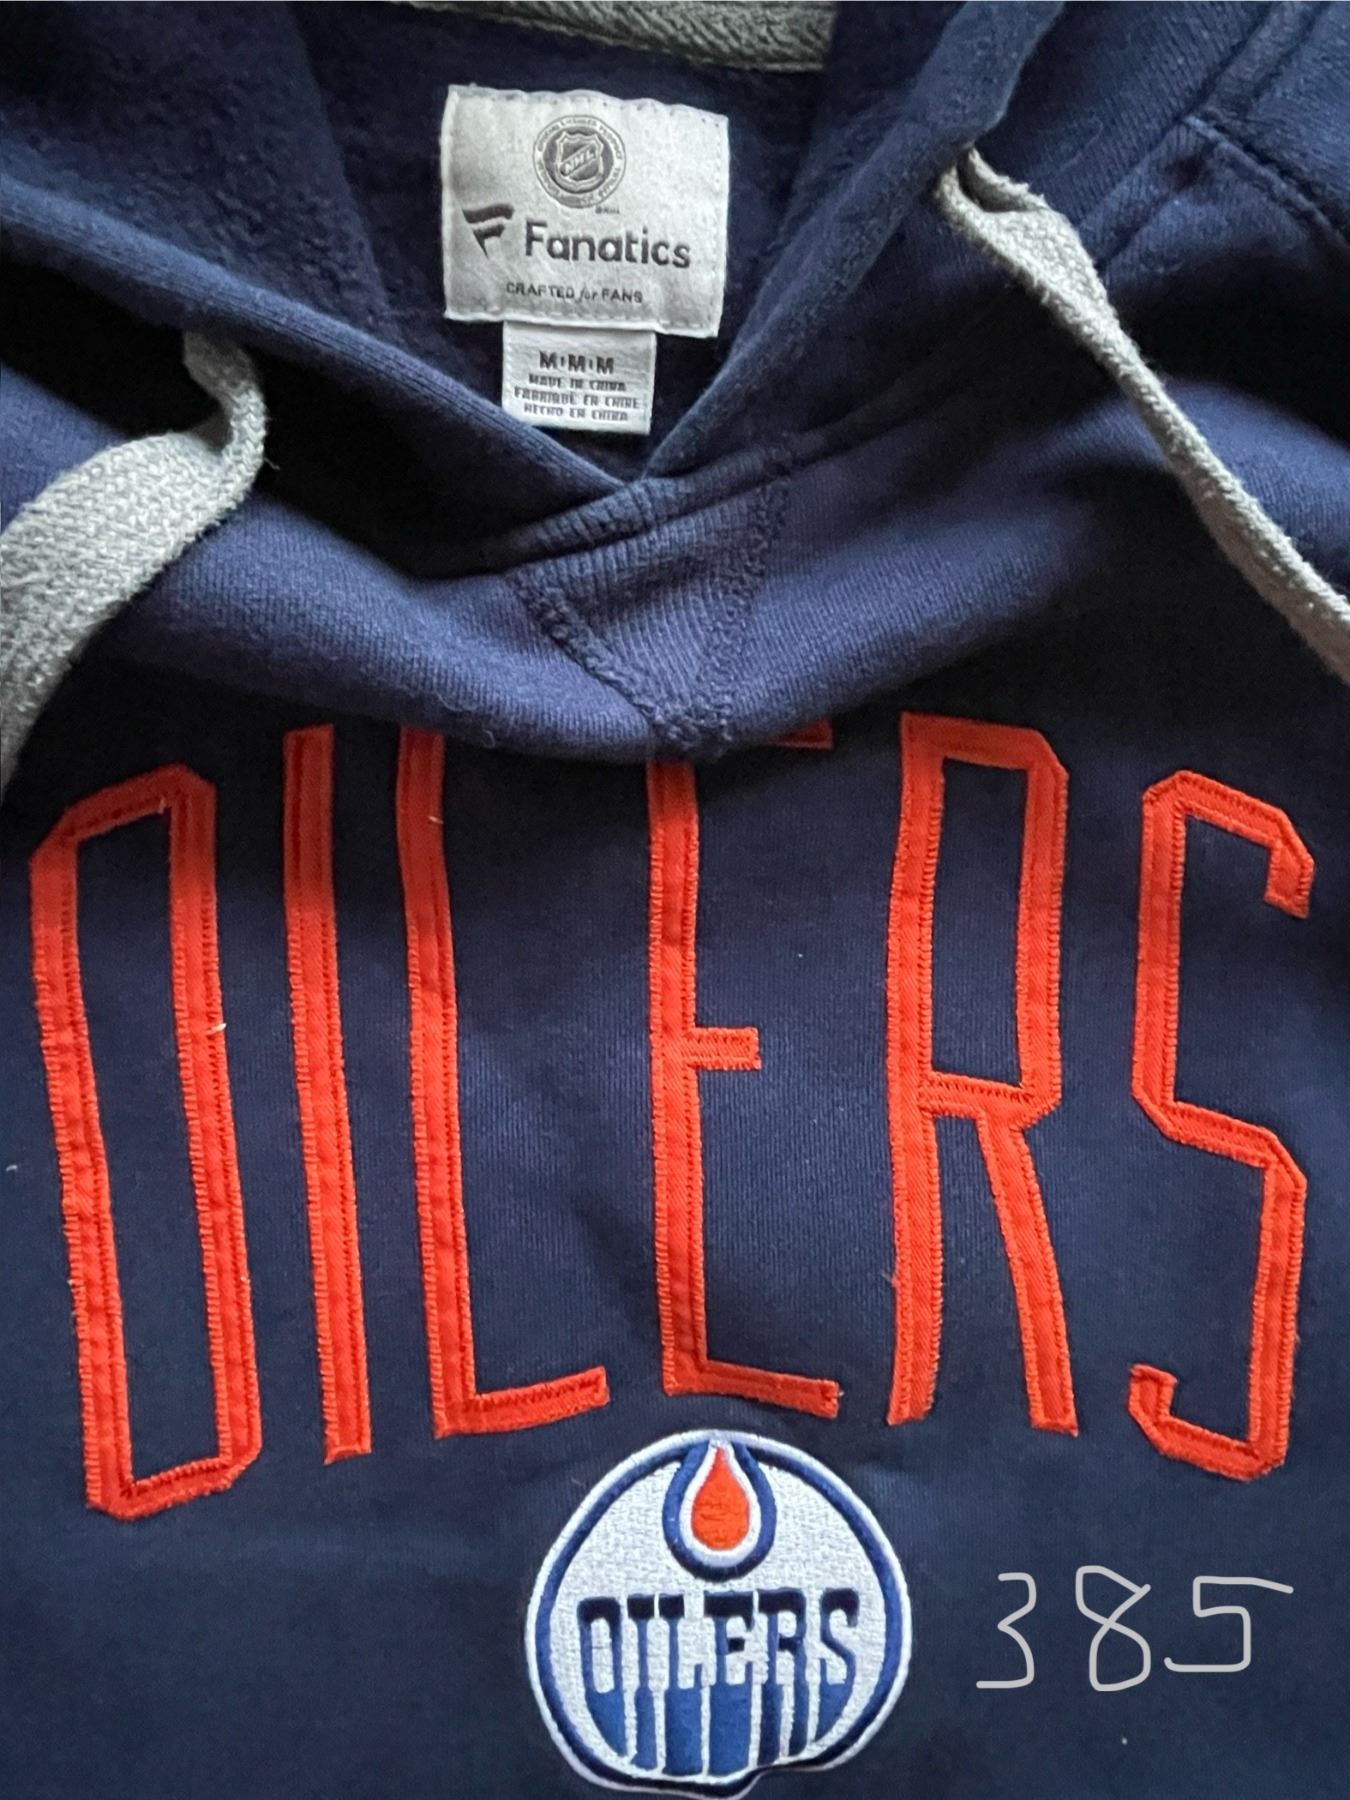 NHL
Fanatics
CRAFTED for FANS
M•M•M
MADE IN CHINA
FABRIQUÉ EN CHINE
HECHO EN CHINA
OILERS
OILERS
385